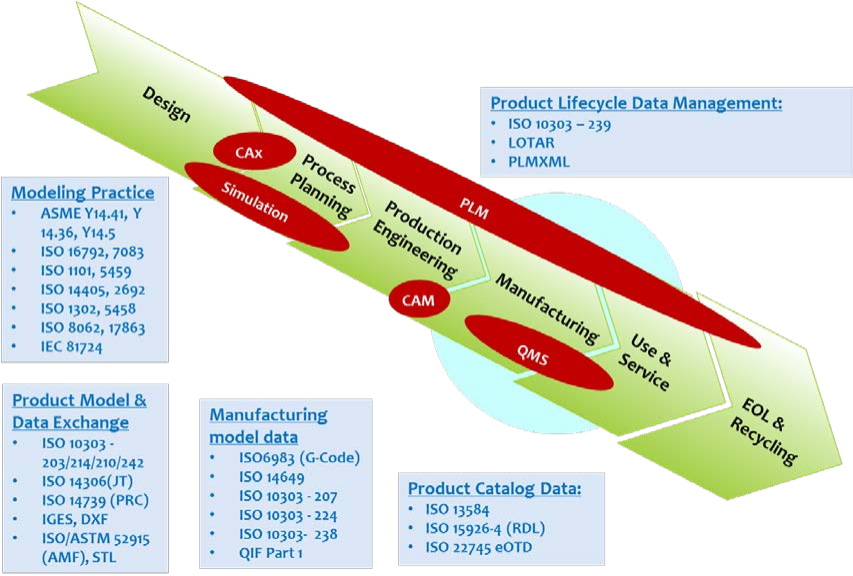 Design
CAx
Process
Planning
Simulation
Production
Engineering
PLM
CAM
Manufacturing
QMS
Use &
Service
EOL &
Recycling
Product Lifecycle Data Management:
• ISO 10303 – 239
• LOTAR
• PLMXML
Modeling Practice
• ASME Y14.41, Y
14.36, Y14.5
• ISO 16792, 7083
• ISO 1101, 5459
• ISO 14405, 2692
• ISO 1302, 5458
• ISO 8062, 17863
• IEC 81724
Product Model &
Data Exchange
• ISO 10303 -
203/214/210/242
• ISO 14306(JT)
• ISO 14739 (PRC)
• IGES, DXF
• ISO/ASTM 52915
(AMF), STL
Manufacturing
model data
• ISO6983 (G-Code)
• ISO 14649
• ISO 10303 - 207
• ISO 10303 - 224
• ISO 10303- 238
• QIF Part 1
Product Catalog Data:
• ISO 13584
• ISO 15926-4 (RDL)
• ISO 22745 eOTD